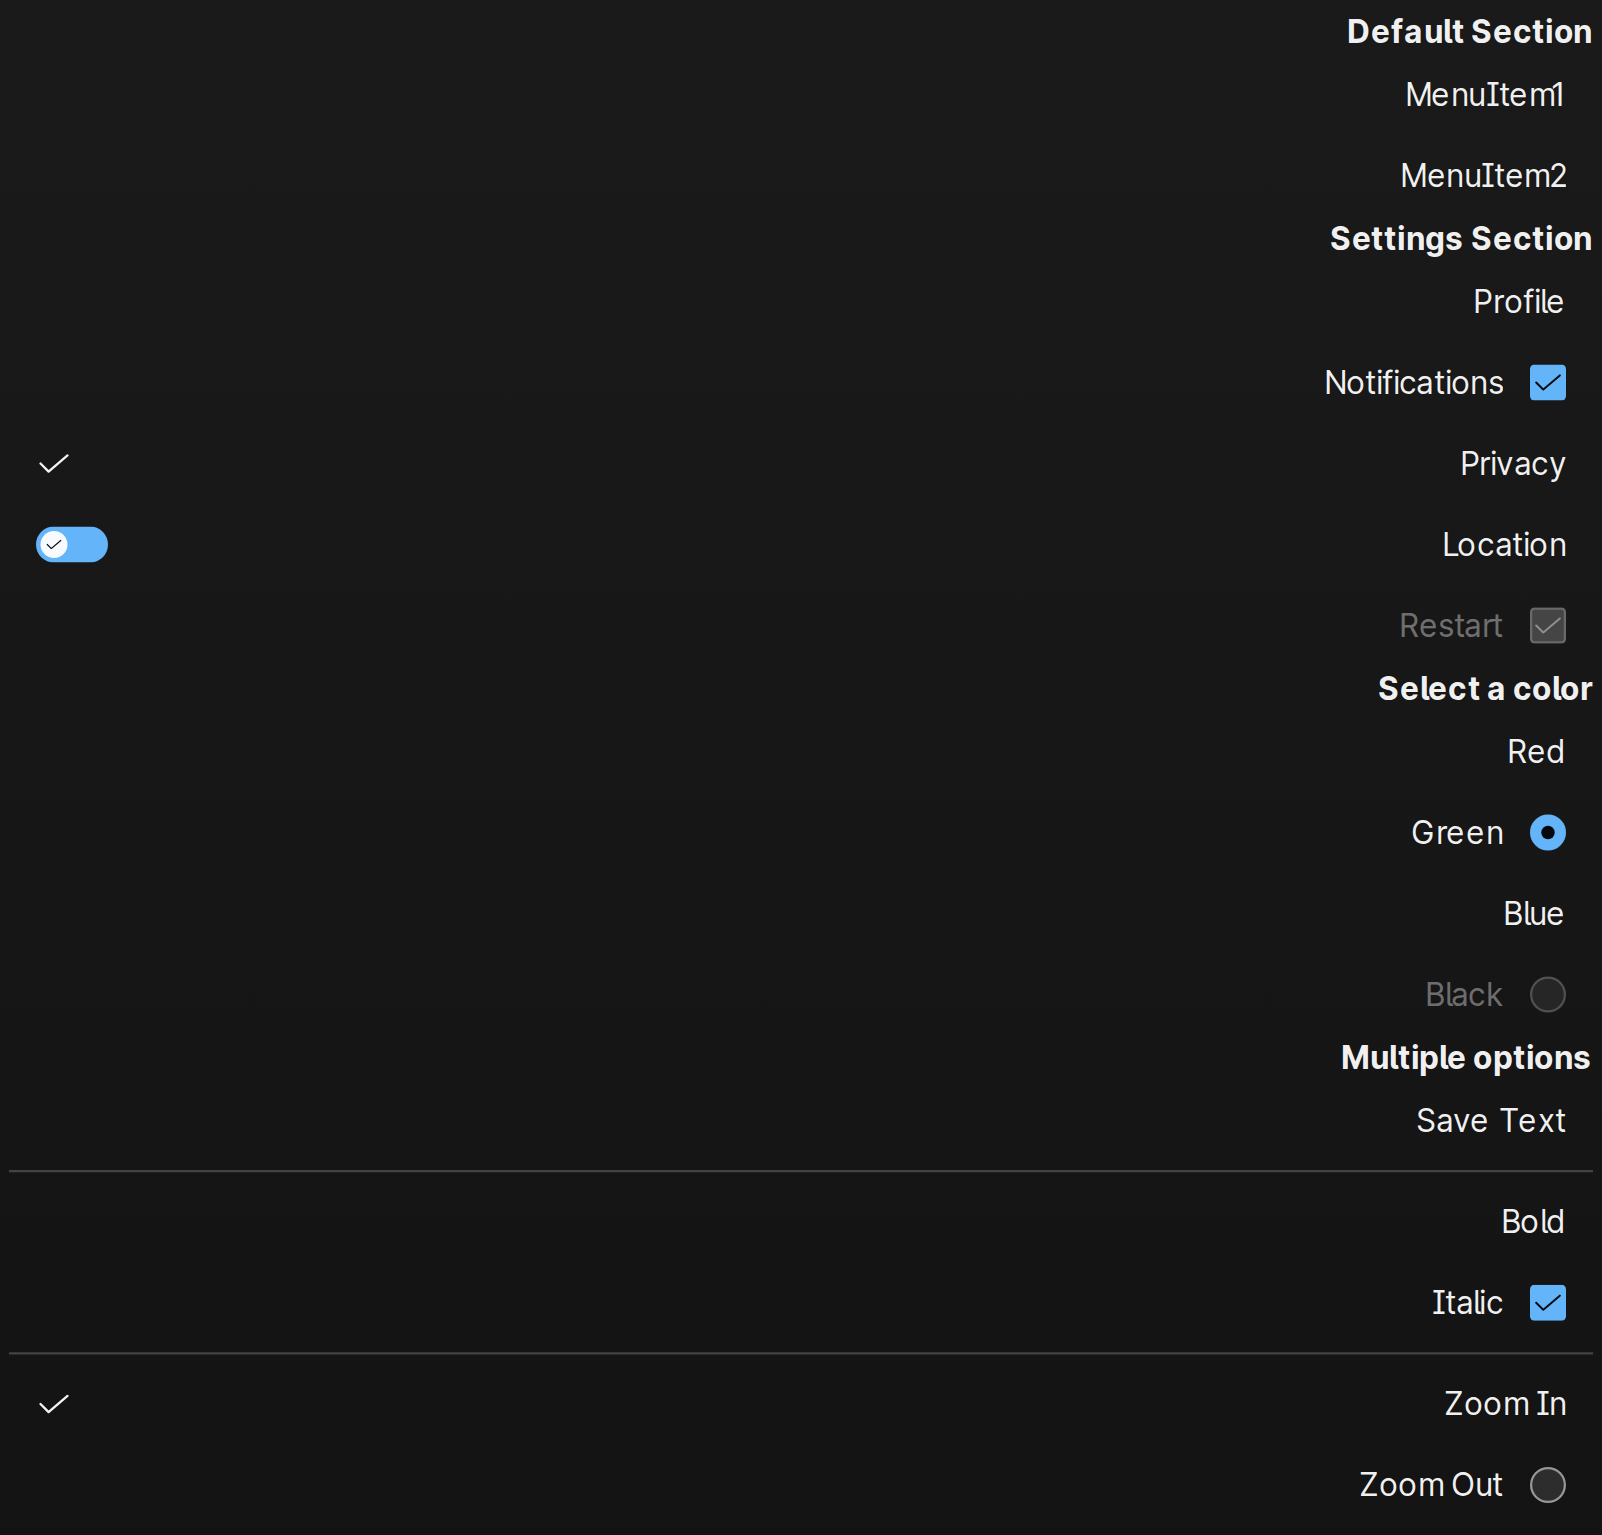 Default Section
MenuItem1
MenuItem2
Settings Section
Profile
Notifications
Privacy
Location
Restart
Select a color
Red
Green
Blue
Black
Multiple options
Save Text
Bold
Italic
Zoom In
Zoom Out